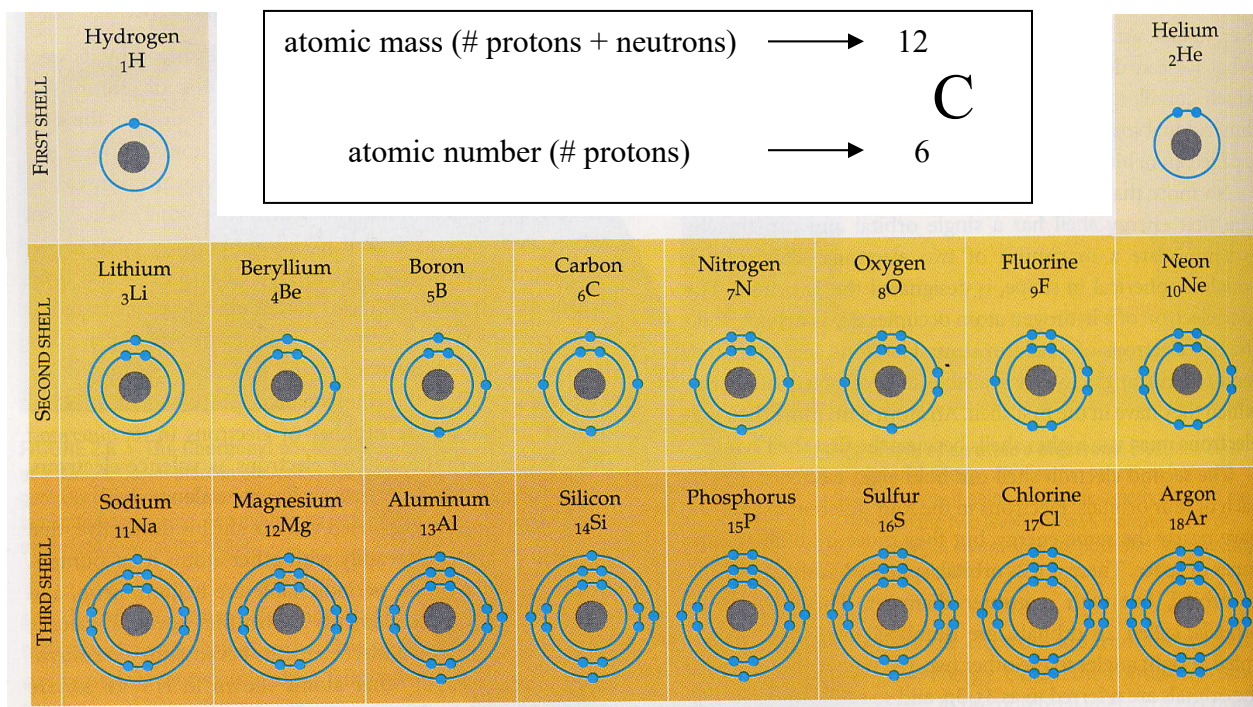 Hydrogen
₁H
atomic mass (# protons + neutrons) → 12
C
atomic number (# protons) → 6
Helium
₂He
FIRST SHELL
Lithium
₃Li
Beryllium
₄Be
Boron
₅B
Carbon
₆C
Nitrogen
₇N
Oxygen
₈O
Fluorine
₉F
Neon
₁₀Ne
SECOND SHELL
Sodium
₁₁Na
Magnesium
₁₂Mg
Aluminum
₁₃Al
Silicon
₁₄Si
Phosphorus
₁₅P
Sulfur
₁₆S
Chlorine
₁₇Cl
Argon
₁₈Ar
THIRD SHELL